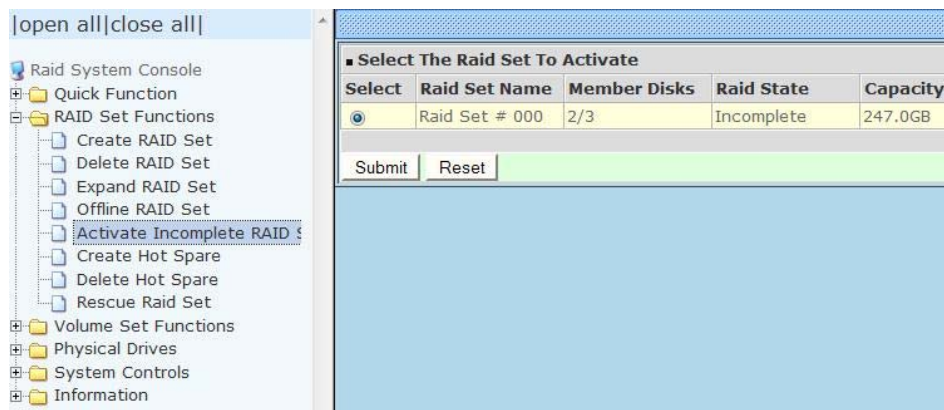 |open all|close all|
Raid System Console
Quick Function
RAID Set Functions
Create RAID Set
Delete RAID Set
Expand RAID Set
Offline RAID Set
Activate Incomplete RAID
Create Hot Spare
Delete Hot Spare
Rescue Raid Set
Volume Set Functions
Physical Drives
System Controls
Information
Select The Raid Set To Activate
Select Raid Set Name Member Disks Raid State Capacity
Raid Set # 000 2/3 Incomplete 247.0GB
Submit Reset